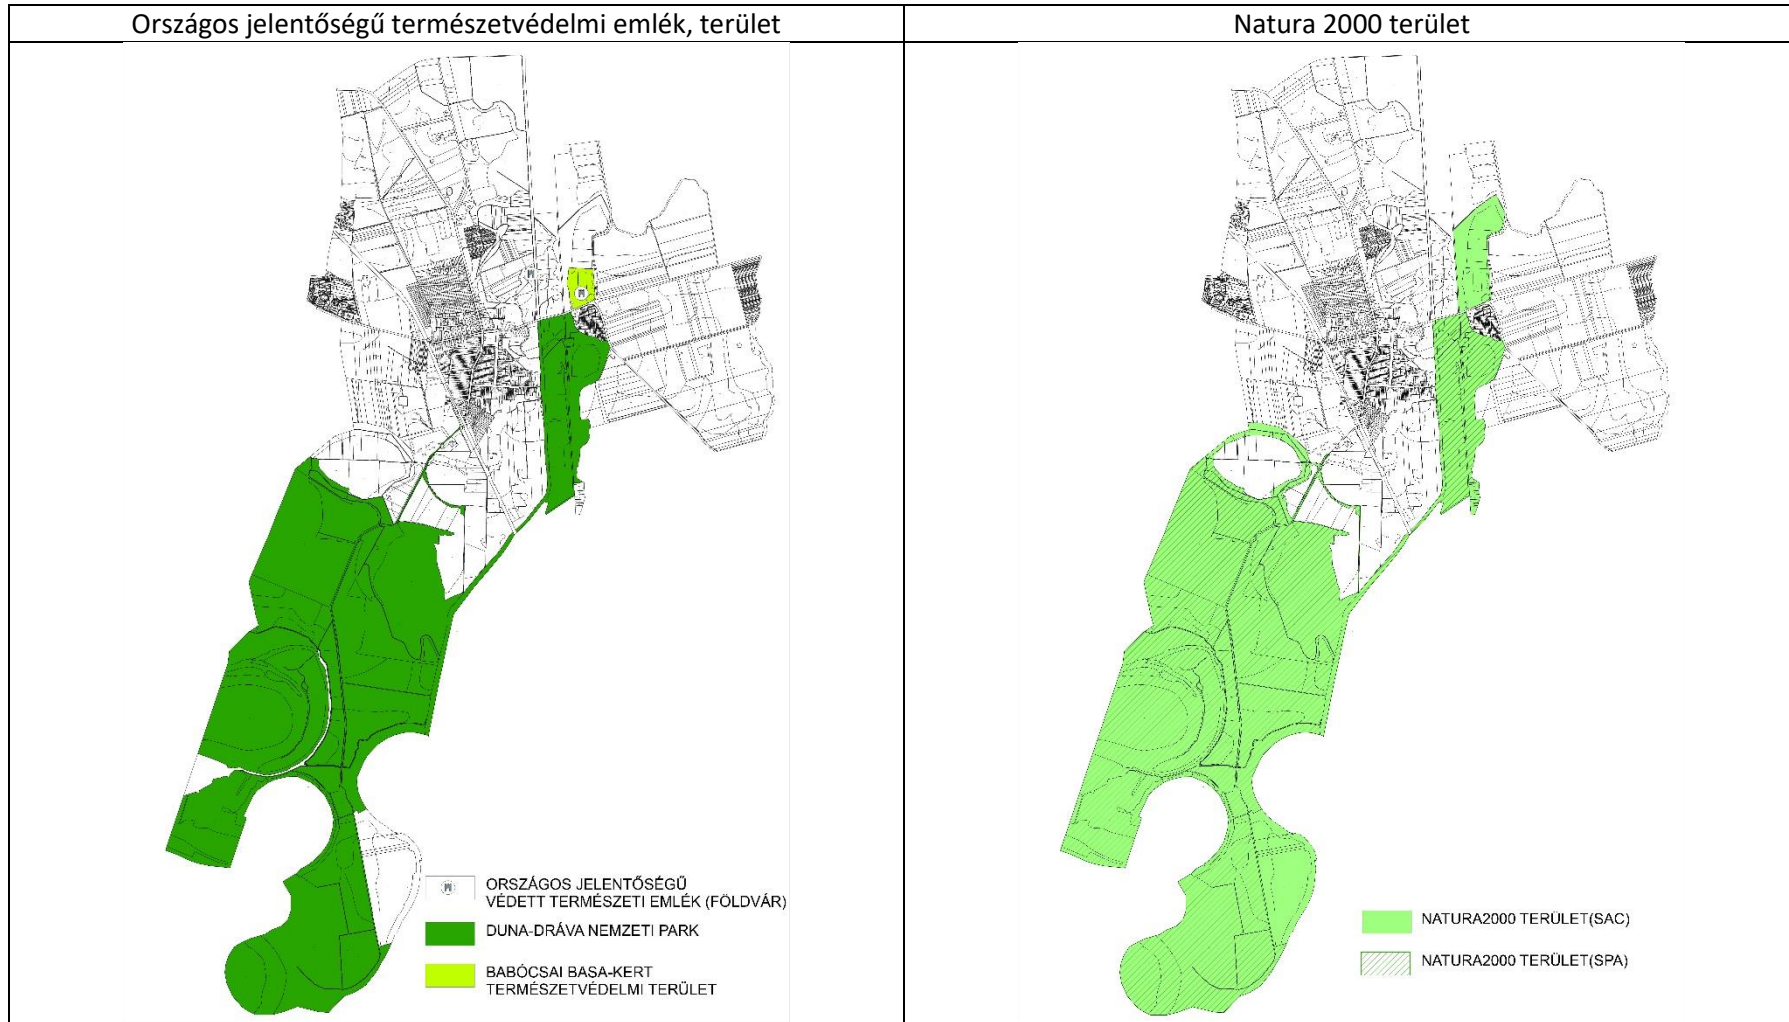 Országos jelentőségű természetvédelmi emlék, terület
Natura 2000 terület
ORSZÁGOS JELENTŐSÉGŰ
VÉDETT TERMÉSZETI EMLÉK (FÖLDVÁR)
DUNA-DRÁVA NEMZETI PARK
BABÓCSAI BASA-KERT
TERMÉSZETVÉDELMI TERÜLET
NATURA2000 TERÜLET(SAC)
NATURA2000 TERÜLET(SPA)